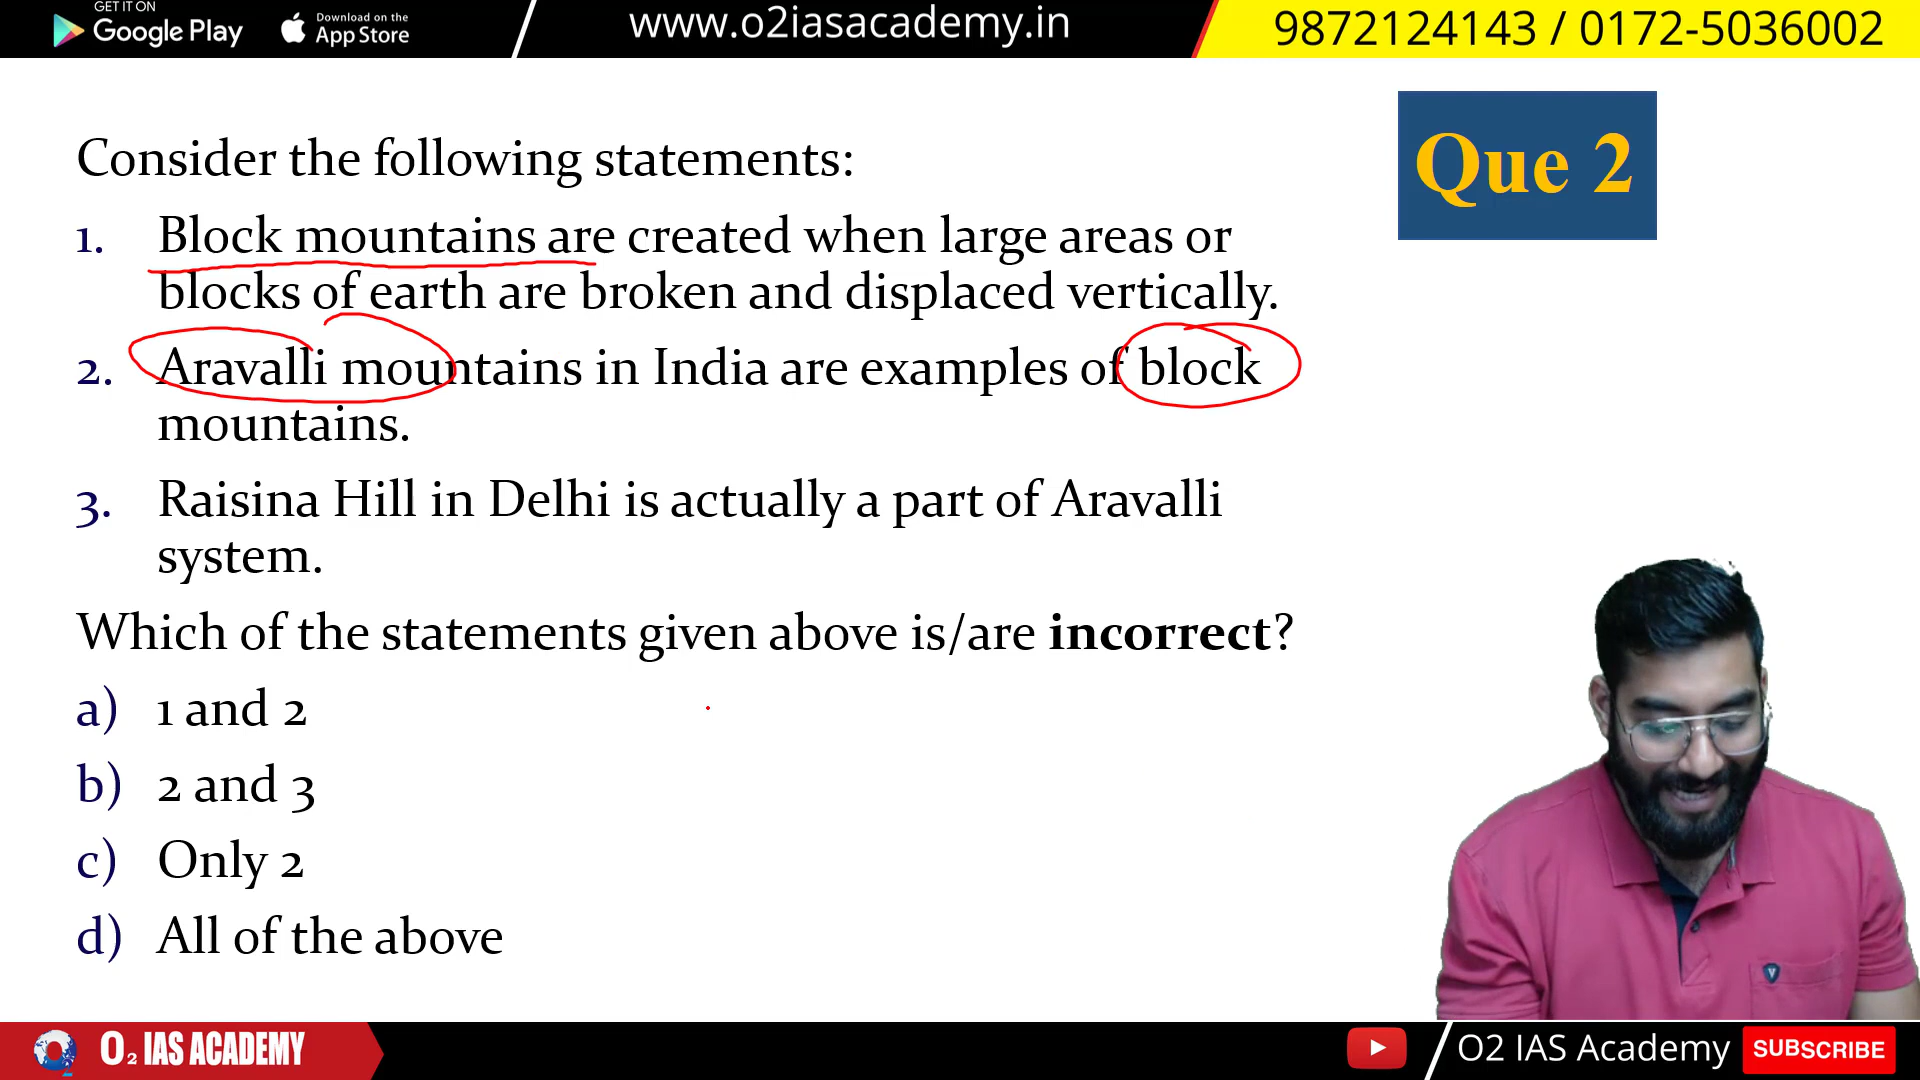 GET IT ON
Google Play
Download on the
App Store
www.o2iasacademy.in
9872124143 / 0172-5036002
Que 2
Consider the following statements:
1. Block mountains are created when large areas or
blocks of earth are broken and displaced vertically.
2. Aravalli mountains in India are examples of block
mountains.
3. Raisina Hill in Delhi is actually a part of Aravalli
system.
Which of the statements given above is/are incorrect?
a) 1 and 2
b) 2 and 3
c) Only 2
d) All of the above
O2 IAS ACADEMY
O2 IAS Academy
SUBSCRIBE